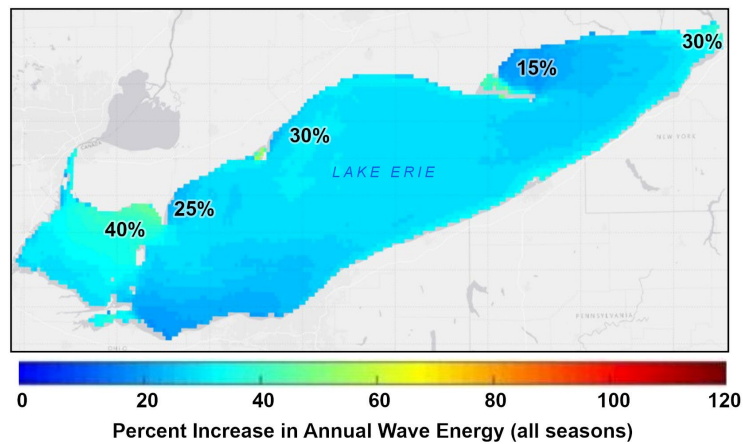 30%
15%
30%
LAKE ERIE
NEW YORK
25%
40%
PENNSYLVANIA
OHIO
0 20 40 60 80 100 120
Percent Increase in Annual Wave Energy (all seasons)